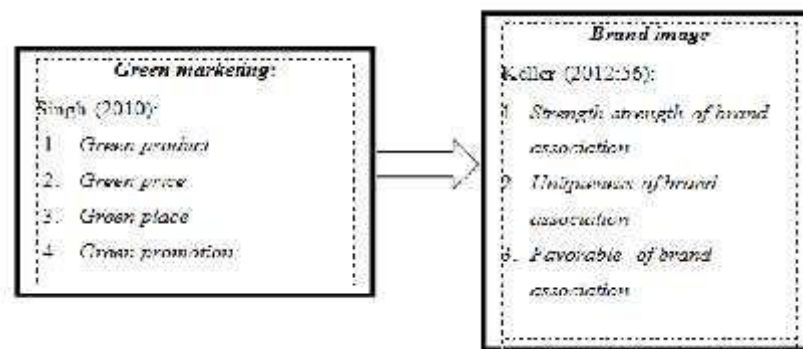 Green marketing:
Singh (2010):
1. Green product
2. Green price
3. Green place
4. Green promotion
Brand image
Keller (2012:56):
1. Strength strength of brand
association
2. Uniqueness of brand
association
3. Favorable of brand
association